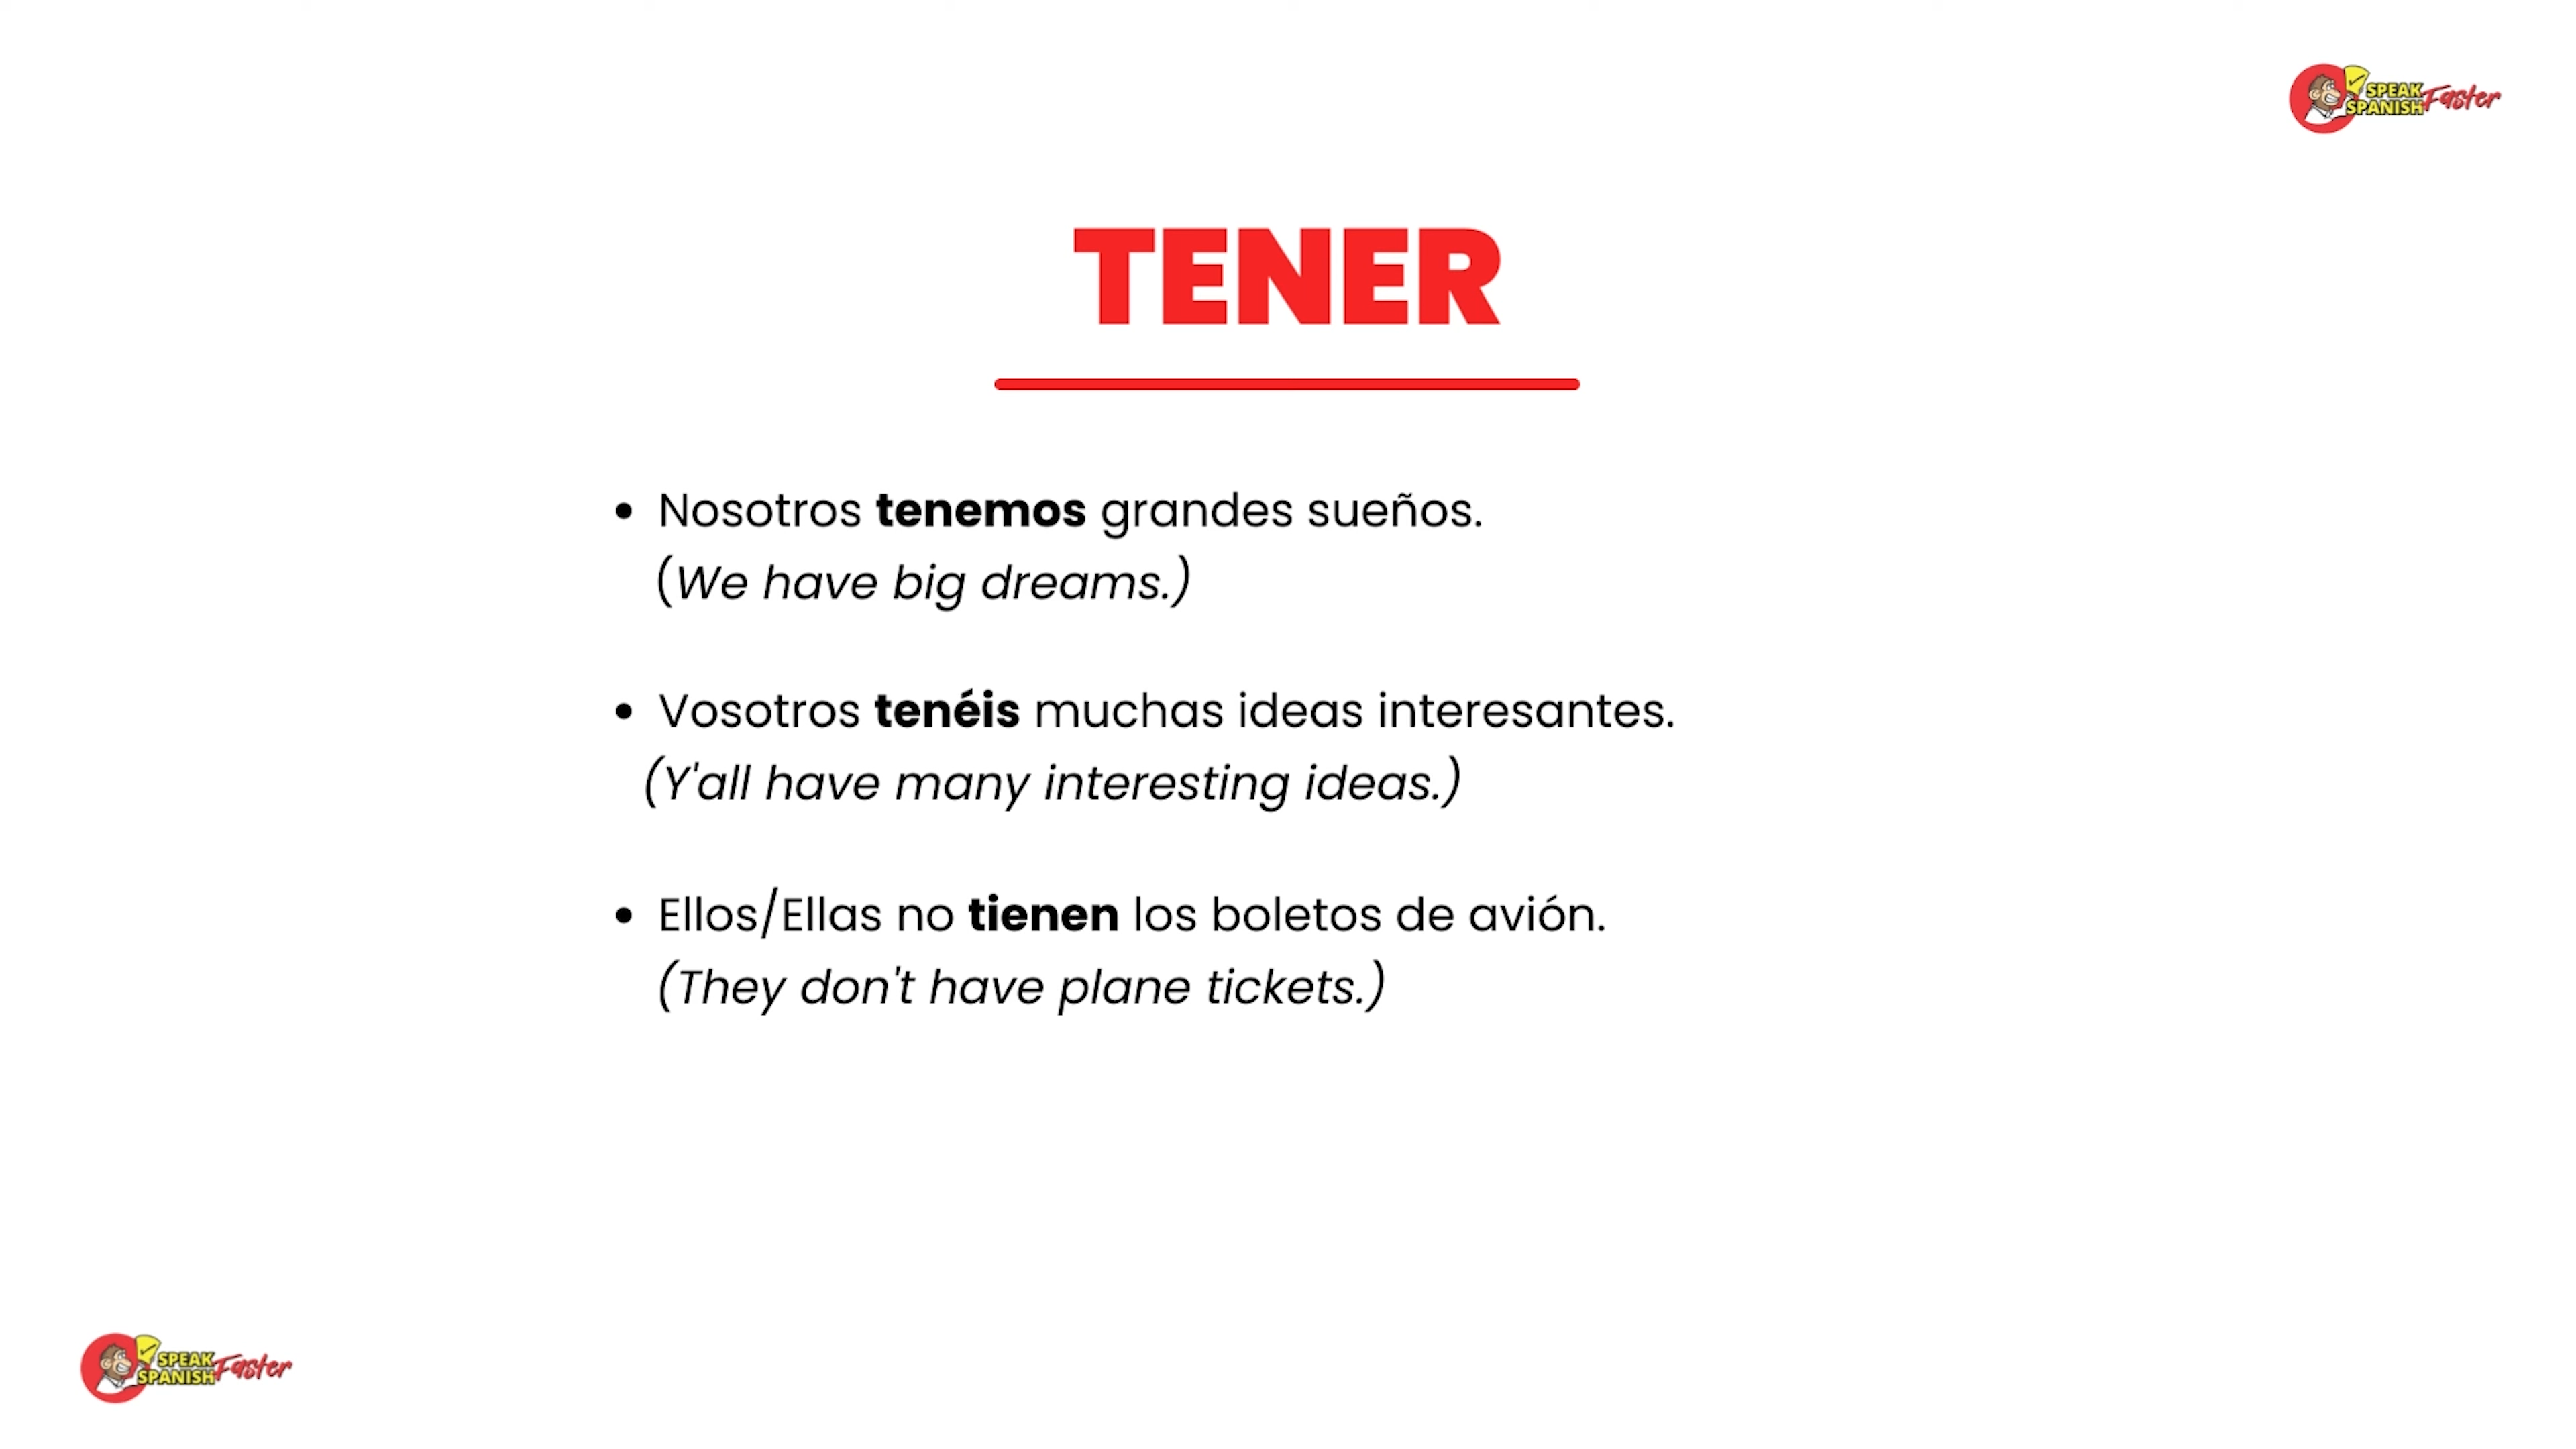 SPEAK
SPANISH Faster
TENER
• Nosotros tenemos grandes sueños.
(We have big dreams.)
• Vosotros tenéis muchas ideas interesantes.
(Y'all have many interesting ideas.)
• Ellos/Ellas no tienen los boletos de avión.
(They don't have plane tickets.)
SPEAK
SPANISH Faster